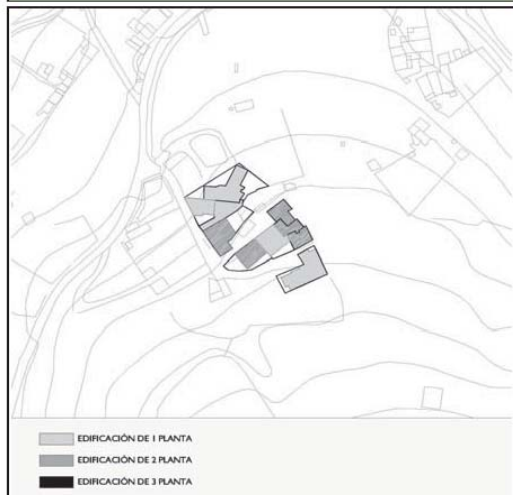 EDIFICACIÓN DE 1 PLANTA
EDIFICACIÓN DE 2 PLANTA
EDIFICACIÓN DE 3 PLANTA